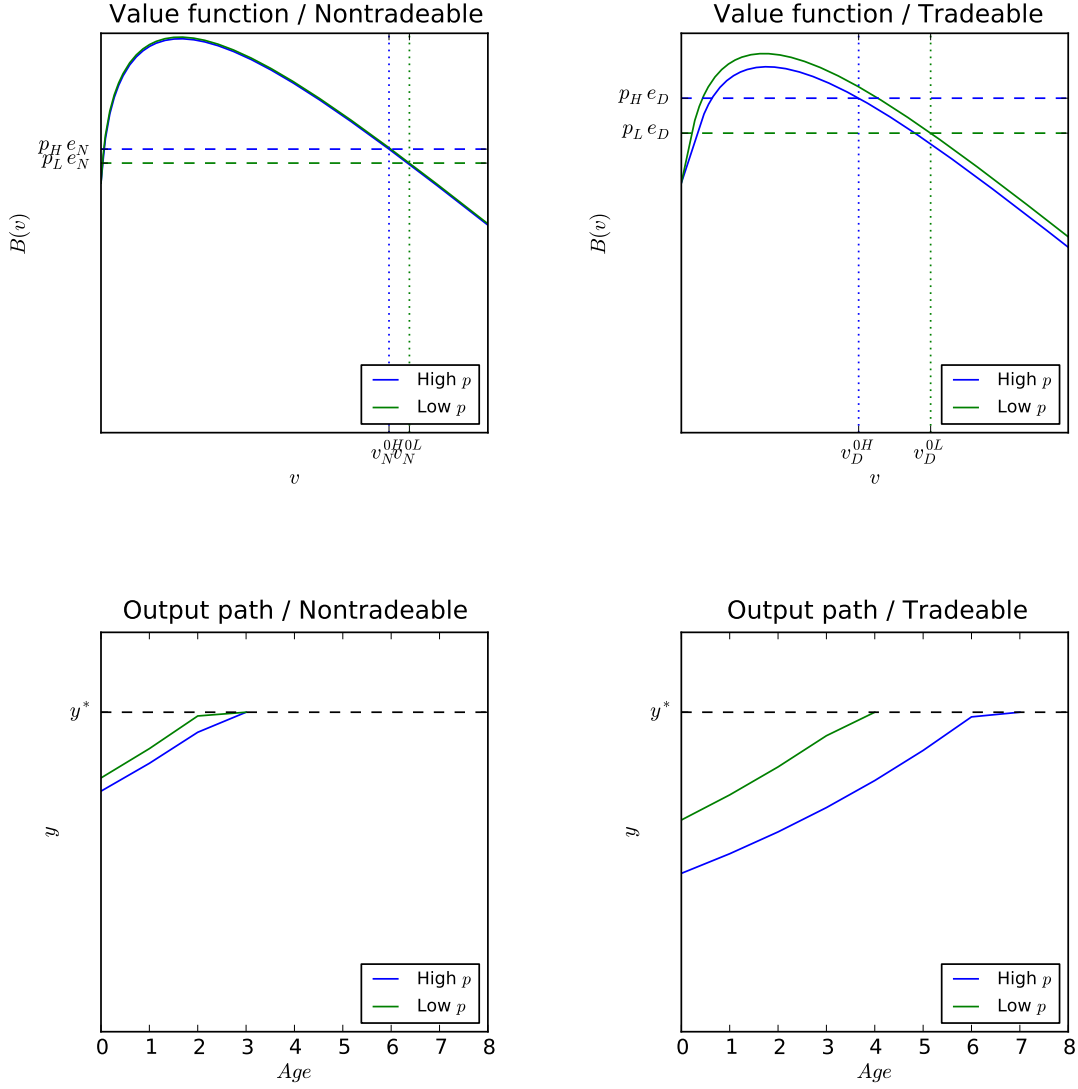 Value function / Nontradeable
p_H e_N
p_L e_N
B(v)
High p
Low p
v_N^{0H} v_N^{0L}
v
Value function / Tradeable
p_H e_D
p_L e_D
B(v)
High p
Low p
v_D^{0H} v_D^{0L}
v
Output path / Nontradeable
y*
y
High p
Low p
0 1 2 3 4 5 6 7 8
Age
Output path / Tradeable
y*
y
High p
Low p
0 1 2 3 4 5 6 7 8
Age